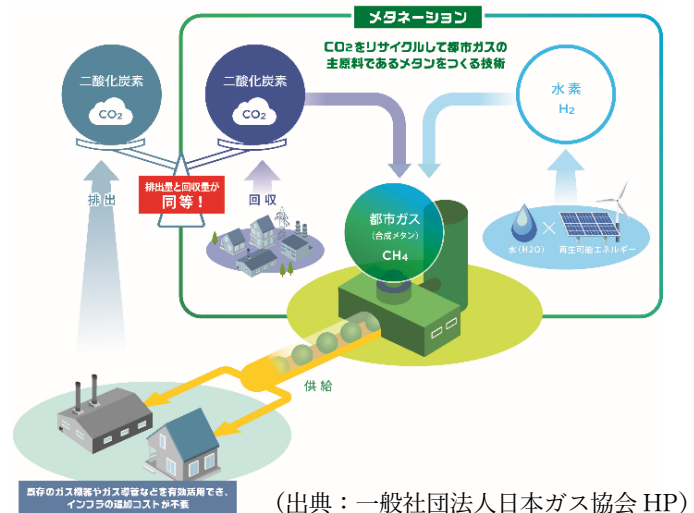 メタネーション
CO2をリサイクルして都市ガスの
主原料であるメタンをつくる技術
二酸化炭素
CO2
二酸化炭素
CO2
水素
H2
排出量と回収量が
同等!
排出
回収
都市ガス
(合成メタン)
CH4
水(H2O)
×
再生可能エネルギー
供給
既存のガス機器やガス導管などを有効活用でき、
インフラの追加コストが不要
(出典:一般社団法人日本ガス協会 HP)